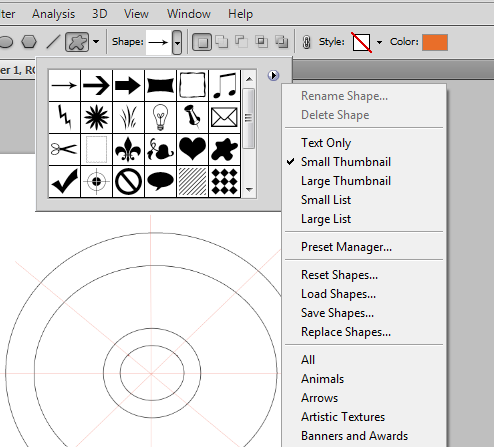 lter Analysis 3D View Window Help
Shape: Style: Color:
er 1, RG
Rename Shape...
Delete Shape
Text Only
Small Thumbnail
Large Thumbnail
Small List
Large List
Preset Manager...
Reset Shapes...
Load Shapes...
Save Shapes...
Replace Shapes...
All
Animals
Arrows
Artistic Textures
Banners and Awards